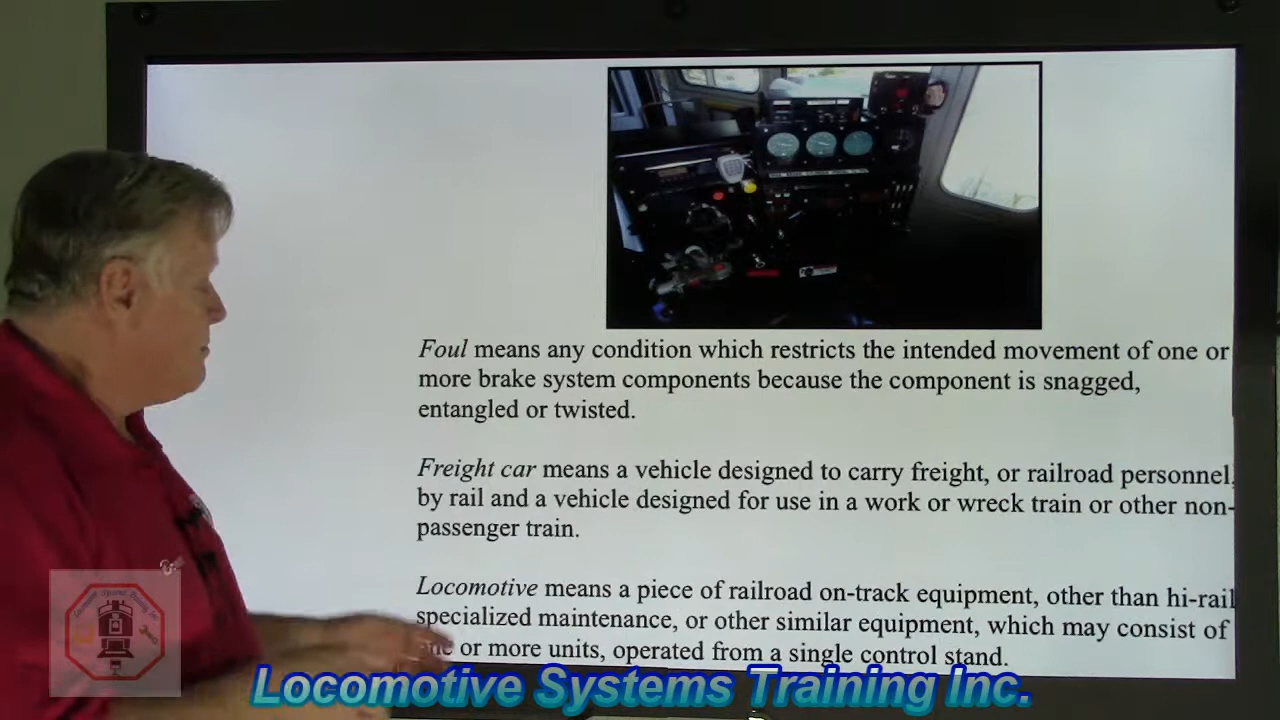 Foul means any condition which restricts the intended movement of one or
more brake system components because the component is snagged,
entangled or twisted.
Freight car means a vehicle designed to carry freight, or railroad personnel,
by rail and a vehicle designed for use in a work or wreck train or other non-
passenger train.
Locomotive means a piece of railroad on-track equipment, other than hi-rail
specialized maintenance, or other similar equipment, which may consist of
or more units, operated from a single control stand.
Locomotive Systems Training Inc.
Locomotive Systems Training Inc.